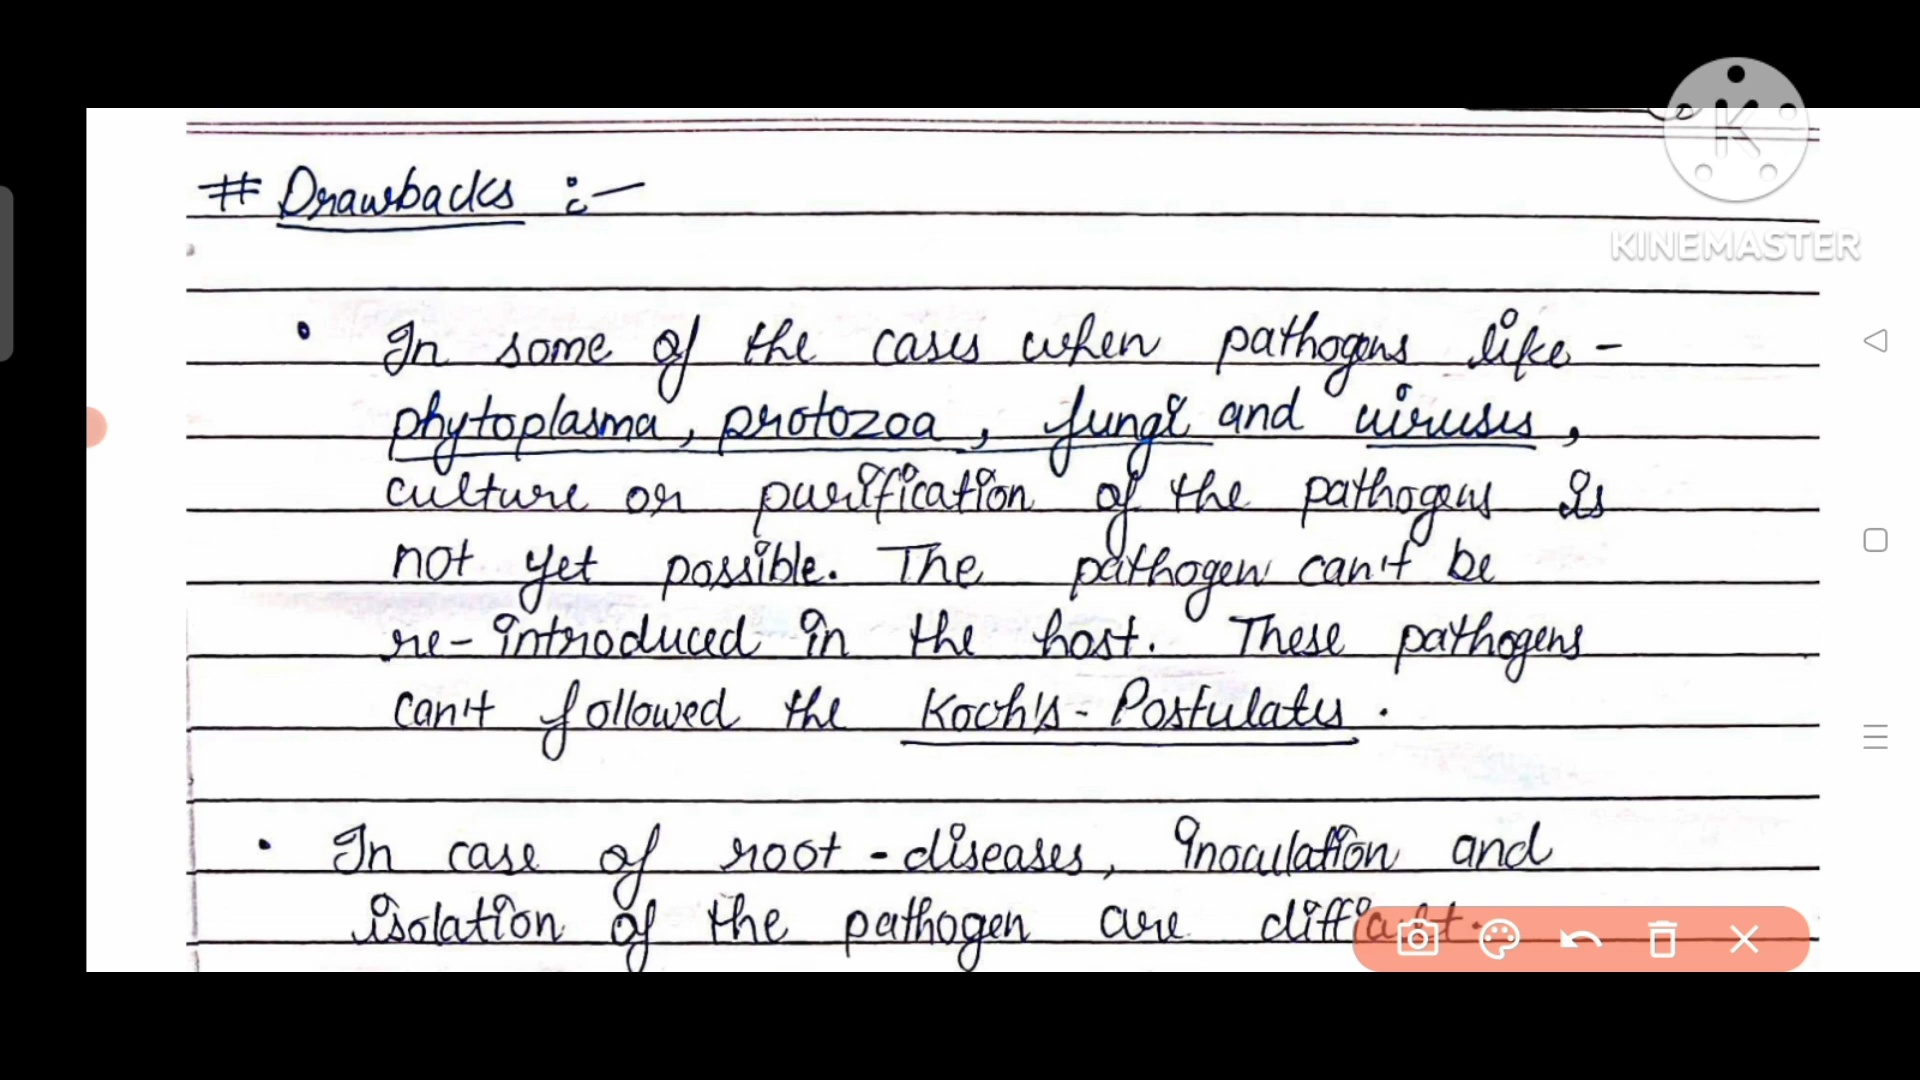 # Drawbacks :-
KINEMASTER
• In some of the cases when pathogens like -
phytoplasma, protozoa, fungi and viruses,
culture or purification of the pathogens is
not yet possible. The pathogen can't be
re-introduced in the host. These pathogens
can't followed the Koch's - Postulates.
• In case of root - diseases, inoculation and
isolation of the pathogen are difficult.